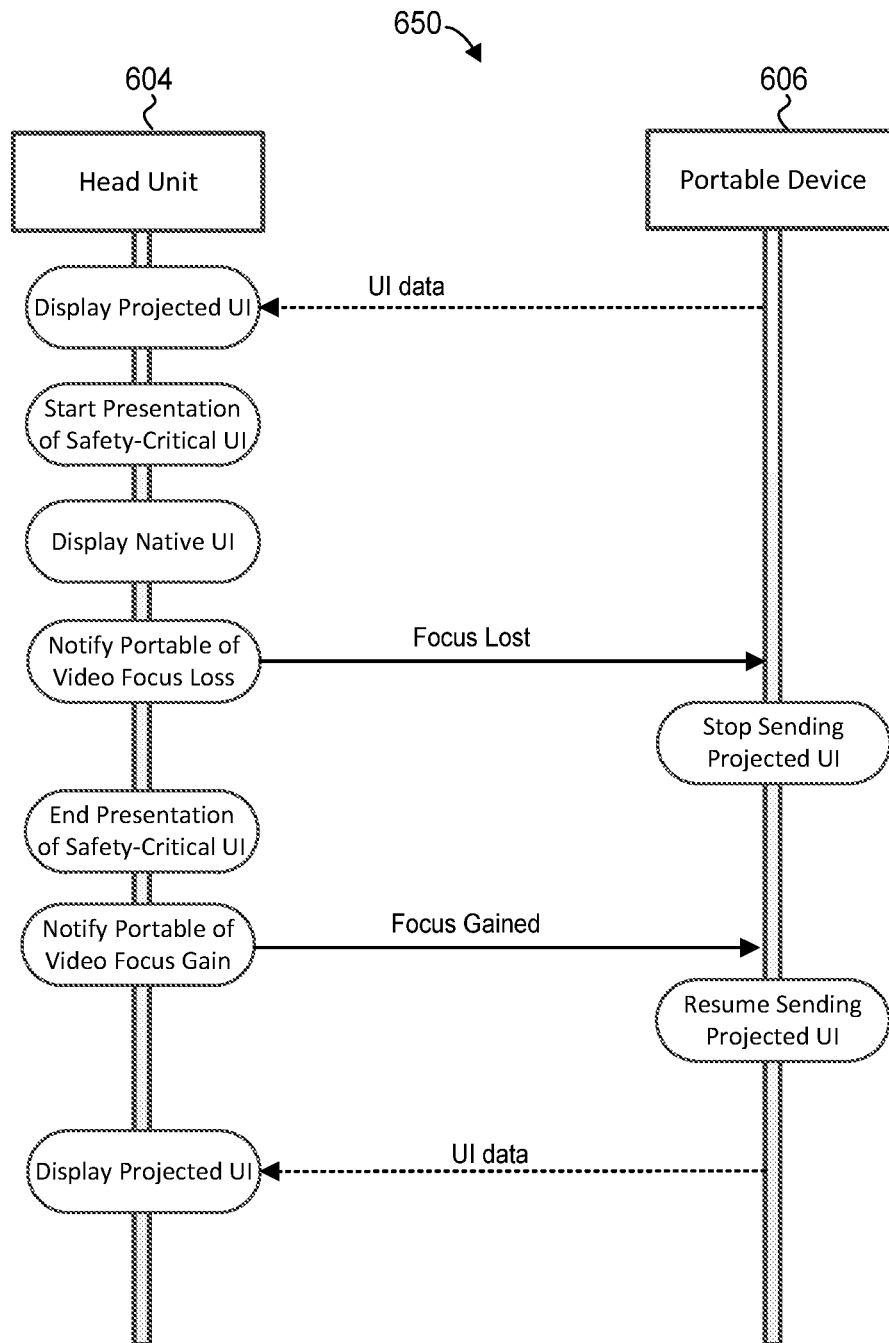 650
604
606
Head Unit
Portable Device
UI data
Display Projected UI
Start Presentation
of Safety-Critical UI
Display Native UI
Notify Portable of
Video Focus Loss
Focus Lost
Stop Sending
Projected UI
End Presentation
of Safety-Critical UI
Notify Portable of
Video Focus Gain
Focus Gained
Resume Sending
Projected UI
Display Projected UI
UI data